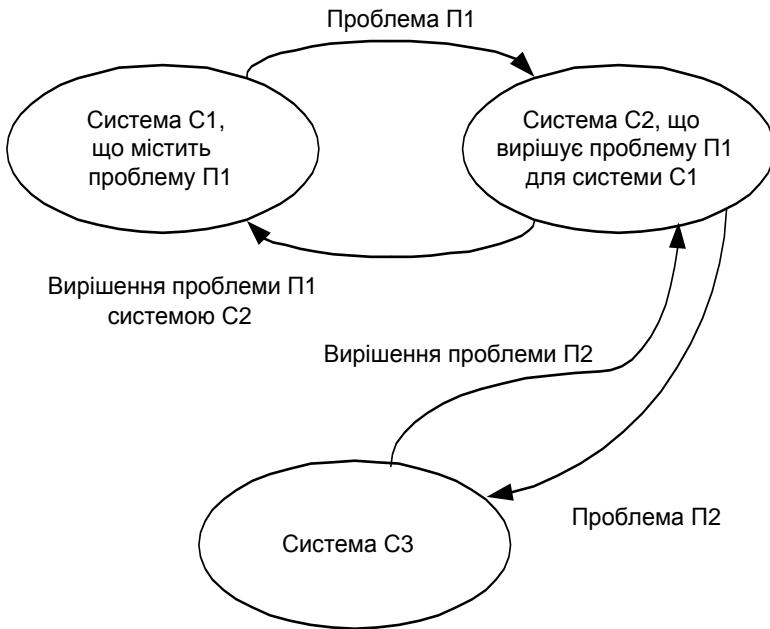 Проблема П1
Система С1,
що містить
проблему П1
Система С2, що
вирішує проблему П1
для системи С1
Вирішення проблеми П1
системою С2
Вирішення проблеми П2
Проблема П2
Система С3